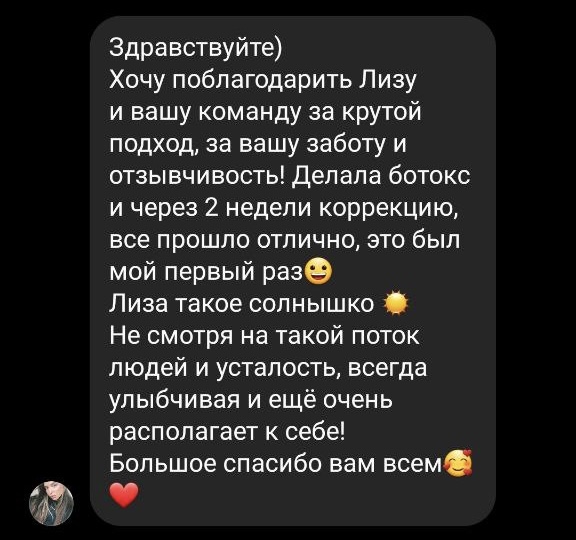 Здравствуйте)
Хочу поблагодарить Лизу
и вашу команду за крутой
подход, за вашу заботу и
отзывчивость! Делала ботокс
и через 2 недели коррекцию,
все прошло отлично, это был
мой первый раз😀
Лиза такое солнышко ☀️
Не смотря на такой поток
людей и усталость, всегда
улыбчивая и ещё очень
располагает к себе!
Большое спасибо вам всем🥰
❤️